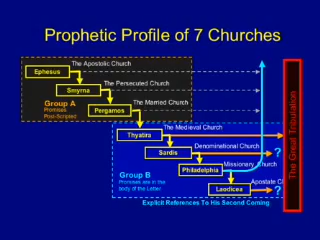 Prophetic Profile of 7 Churches
The Apostolic Church
Ephesus
The Persecuted Church
Smyrna
Group A
Promises
Post-Scripted
The Married Church
Pergamos
The Medieval Church
Thyatira
Denominational Church
Sardis
?
Missionary Church
Philadelphia
Group B
Promises are in the
body of the Letter
Apostate Church
Laodicea
?
Explicit References To His Second Coming
The Great Tribulation